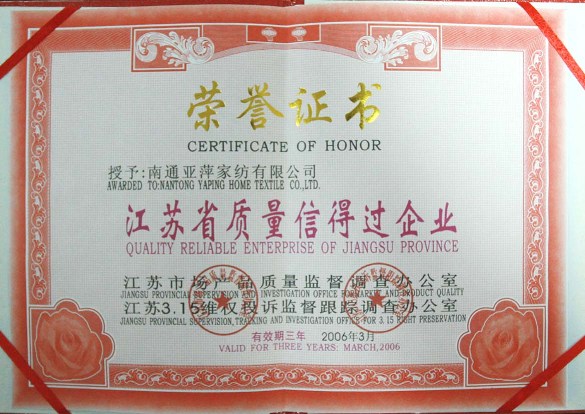 荣誉证书
CERTIFICATE OF HONOR
授予:南通亚萍家纺有限公司
AWARDED TO:NANTONG YAPING HOME TEXTILE CO.,LTD.
江苏省质量信得过企业
QUALITY RELIABLE ENTERPRISE OF JIANGSU PROVINCE
江苏市场产品质量监督调查办公室
JIANGSU PROVINCIAL SUPERVISION AND INVESTIGATION OFFICE FOR MARKET AND PRODUCT QUALITY
江苏3.15维权投诉监督跟踪调查办公室
JIANGSU PROVINCIAL SUPERVISION,TRACKING AND INVESTIGATION OFFICE FOR 3.15 RIGHT PRESERVATION
有效期三年 2006年3月
VALID FOR THREE YEARS: MARCH,2006